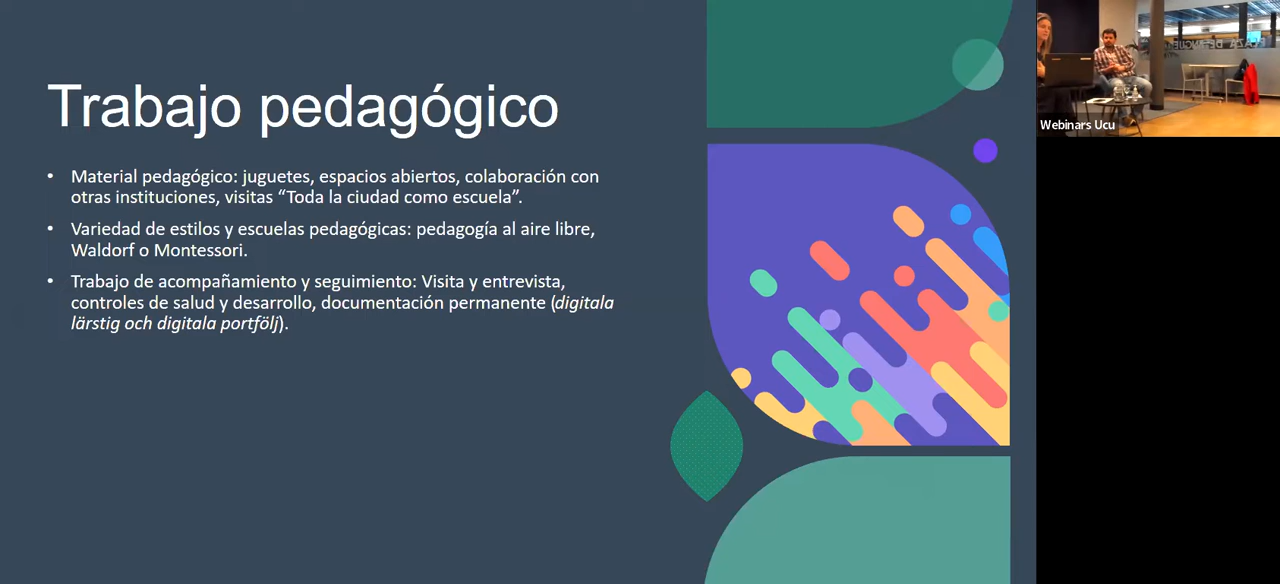 Trabajo pedagógico
• Material pedagógico: juguetes, espacios abiertos, colaboración con
otras instituciones, visitas “Toda la ciudad como escuela”.
• Variedad de estilos y escuelas pedagógicas: pedagogía al aire libre,
Waldorf o Montessori.
• Trabajo de acompañamiento y seguimiento: Visita y entrevista,
controles de salud y desarrollo, documentación permanente (digitala
lärstig och digitala portfölj).
Webinars Ucu